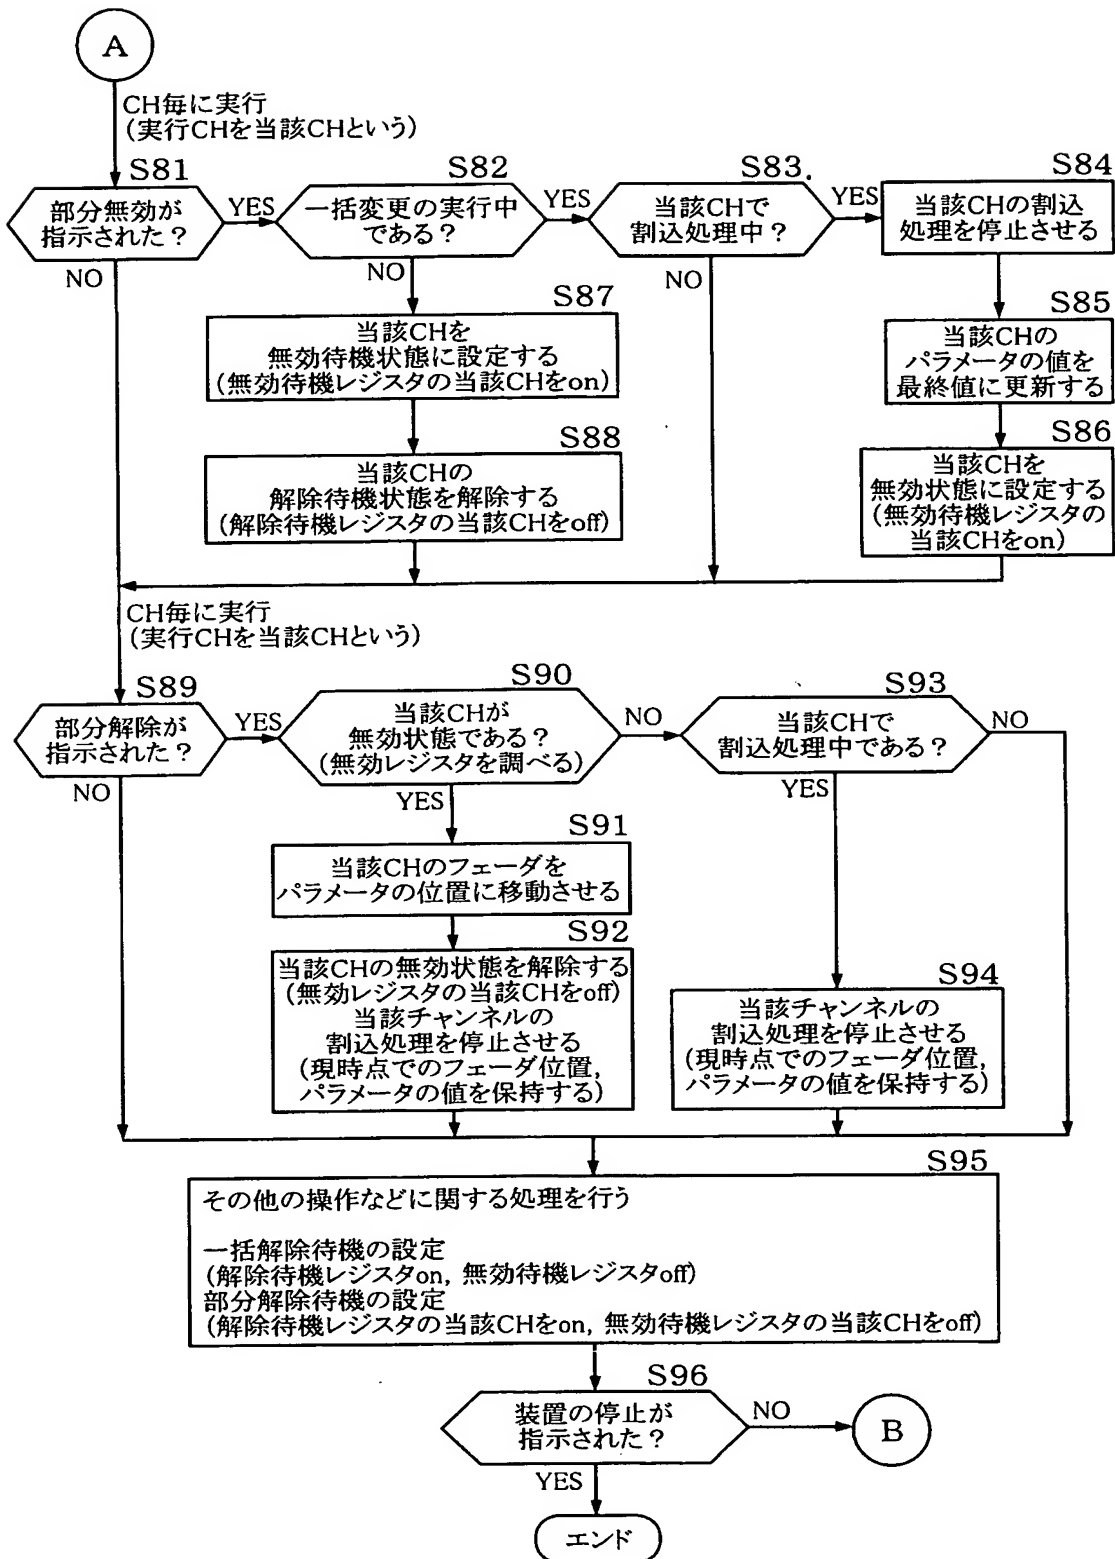 A
CH毎に実行
(実行CHを当該CHという)
S81
部分無効が
指示された?
YES
NO
S82
一括変更の実行中
である?
YES
NO
S83.
当該CHで
割込処理中?
YES
NO
S84
当該CHの割込
処理を停止させる
S85
当該CHの
パラメータの値を
最終値に更新する
S86
当該CHを
無効状態に設定する
(無効待機レジスタの
当該CHをon)
S87
当該CHを
無効待機状態に設定する
(無効待機レジスタの当該CHをon)
S88
当該CHの
解除待機状態を解除する
(解除待機レジスタの当該CHをoff)
CH毎に実行
(実行CHを当該CHという)
S89
部分解除が
指示された?
YES
NO
S90
当該CHが
無効状態である?
(無効レジスタを調べる)
NO
YES
S93
当該CHで
割込処理中である?
NO
YES
S91
当該CHのフェーダを
パラメータの位置に移動させる
S92
当該CHの無効状態を解除する
(無効レジスタの当該CHをoff)
当該チャンネルの
割込処理を停止させる
(現時点でのフェーダ位置,
パラメータの値を保持する)
S94
当該チャンネルの
割込処理を停止させる
(現時点でのフェーダ位置,
パラメータの値を保持する)
S95
その他の操作などに関する処理を行う
一括解除待機の設定
(解除待機レジスタon, 無効待機レジスタoff)
部分解除待機の設定
(解除待機レジスタの当該CHをon, 無効待機レジスタの当該CHをoff)
S96
装置の停止が
指示された?
NO
B
YES
エンド